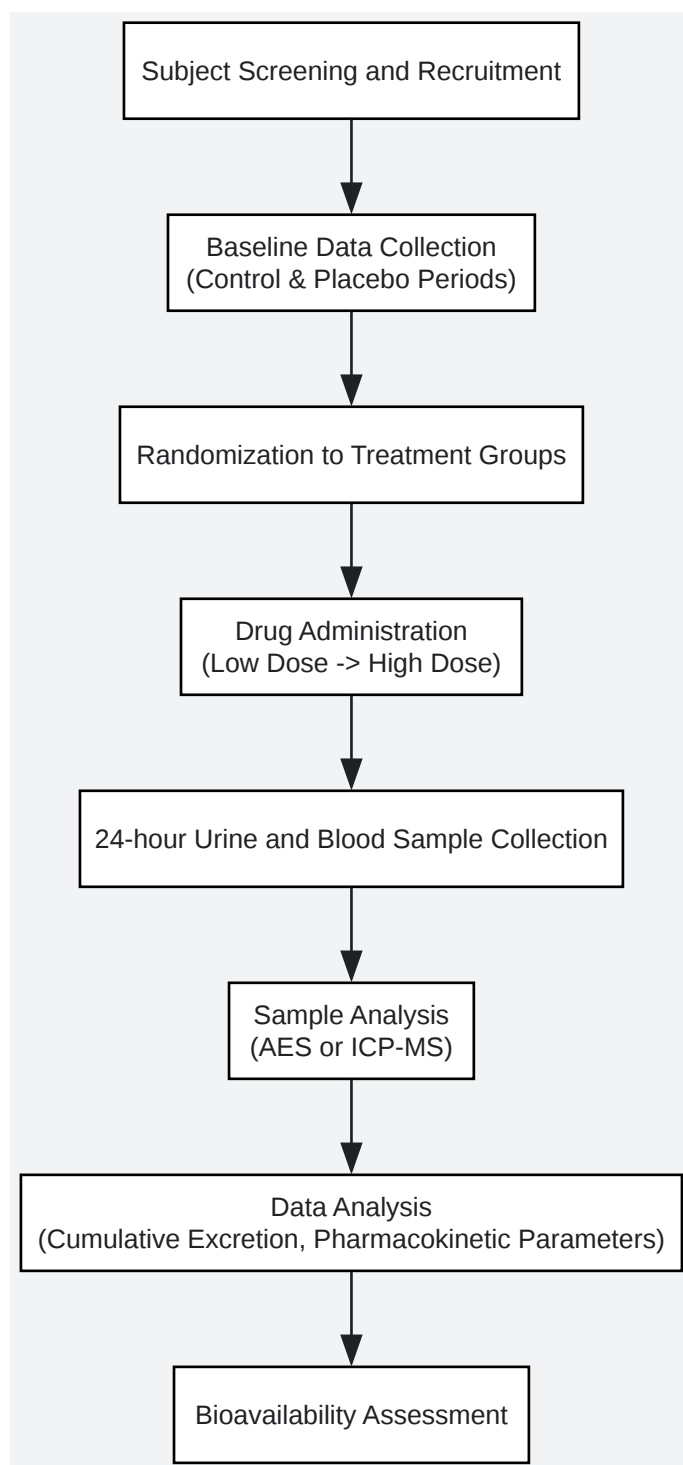 Subject Screening and Recruitment
Baseline Data Collection
(Control & Placebo Periods)
Randomization to Treatment Groups
Drug Administration
(Low Dose -> High Dose)
24-hour Urine and Blood Sample Collection
Sample Analysis
(AES or ICP-MS)
Data Analysis
(Cumulative Excretion, Pharmacokinetic Parameters)
Bioavailability Assessment